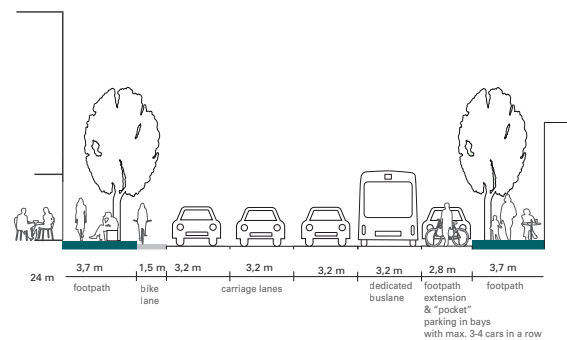 24 m
3,7 m
1,5 m
3,2 m
3,2 m
3,2 m
3,2 m
2,8 m
3,7 m
footpath
bike
lane
carriage lanes
dedicated
buslane
footpath
extension
& "pocket"
parking in bays
with max. 3-4 cars in a row
footpath